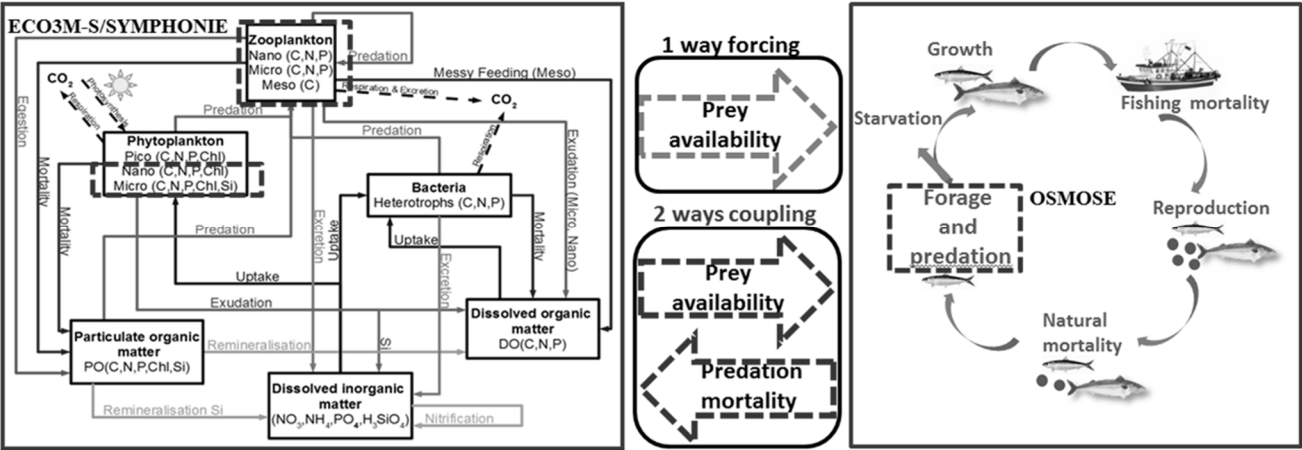 ECO3M-S/SYMPHONIE
Zooplankton
Nano (C,N,P)
Micro (C,N,P)
Meso (C)
Predation
Messy Feeding (Meso)
Respiration & Excretion
CO2
CO2
Photosynthesis
Respiration
Egestion
Mortality
Mortality
Predation
Phytoplankton
Pico (C,N,P,Chl)
Nano (C,N,P,Chl)
Micro (C,N,P,Chl,Si)
Predation
Respiration
Bacteria
Heterotrophs (C,N,P)
Exudation (Micro, Nano)
Predation
Excretion
Uptake
Uptake
Mortality
Excretion
Uptake
Exudation
Si
Particulate organic
matter
PO(C,N,P,Chl,Si)
Remineralisation
Dissolved organic
matter
DO(C,N,P)
Dissolved inorganic
matter
(NO3,NH4,PO4,H3SiO4)
Remineralisation Si
Nitrification
1 way forcing
Prey
availability
2 ways coupling
Prey
availability
Predation
mortality
Growth
Fishing mortality
Starvation
Forage
and
predation
OSMOSE
Reproduction
Natural
mortality